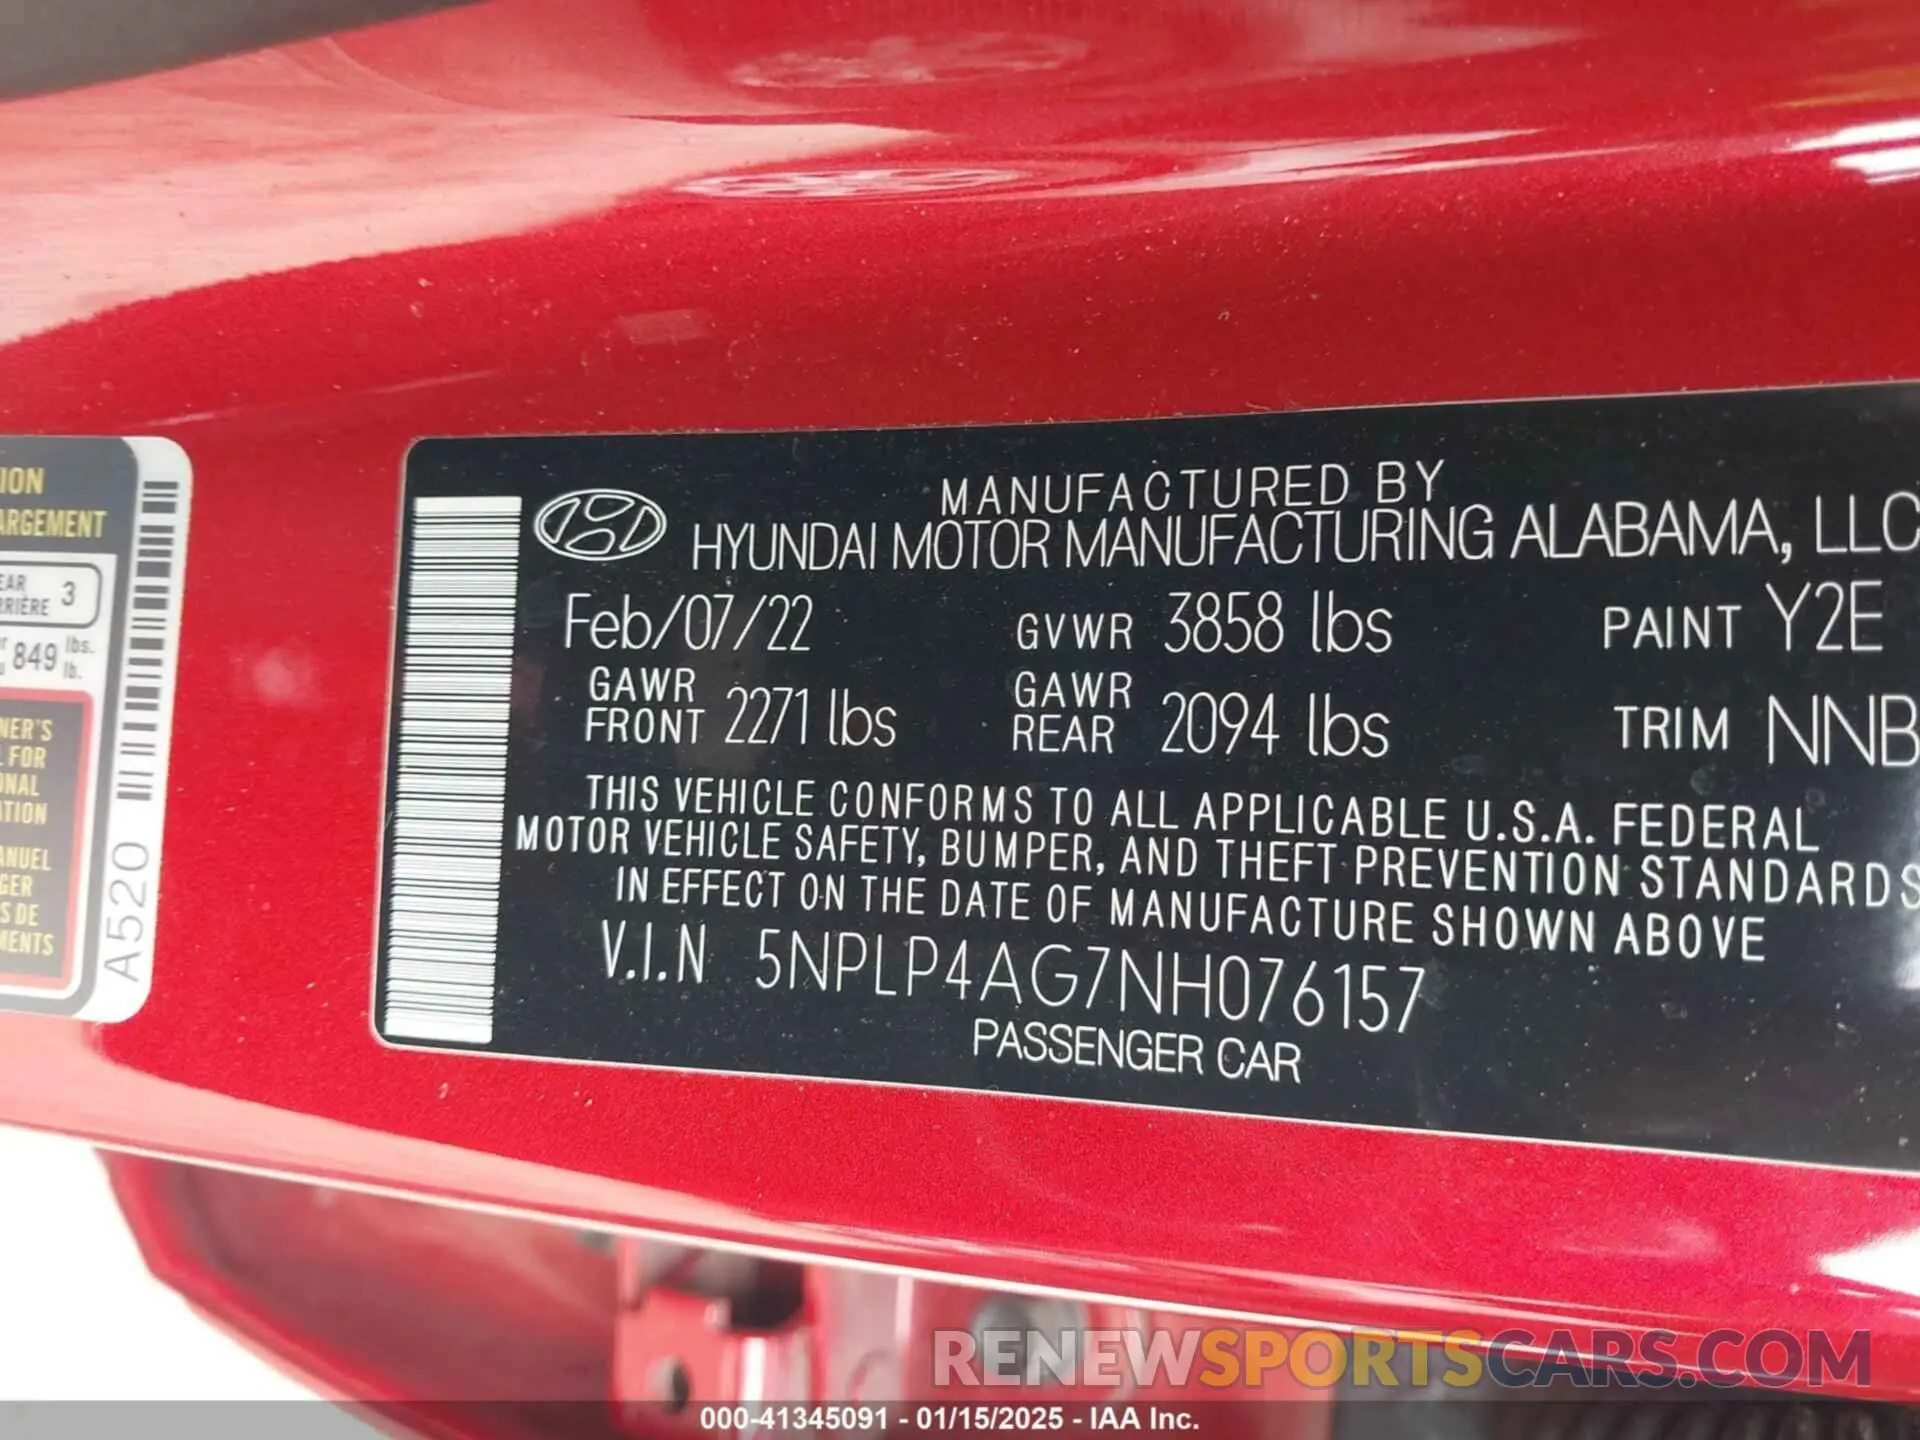 ION
ARGEMENT
EAR
RRIÈRE 3
849 lbs.
lb.
NER'S
L FOR
ONAL
ATION
ANUEL
GER
S DE
MENTS
A520
MANUFACTURED BY
HYUNDAI MOTOR MANUFACTURING ALABAMA, LLC
Feb/07/22 GVWR 3858 lbs PAINT Y2E
GAWR FRONT 2271 lbs GAWR REAR 2094 lbs TRIM NNB
THIS VEHICLE CONFORMS TO ALL APPLICABLE U.S.A. FEDERAL
MOTOR VEHICLE SAFETY, BUMPER, AND THEFT PREVENTION STANDARDS
IN EFFECT ON THE DATE OF MANUFACTURE SHOWN ABOVE
V.I.N 5NPLP4AG7NH076157
PASSENGER CAR
RENEWSPORTSCARS.COM
000-41345091 - 01/15/2025 - IAA Inc.